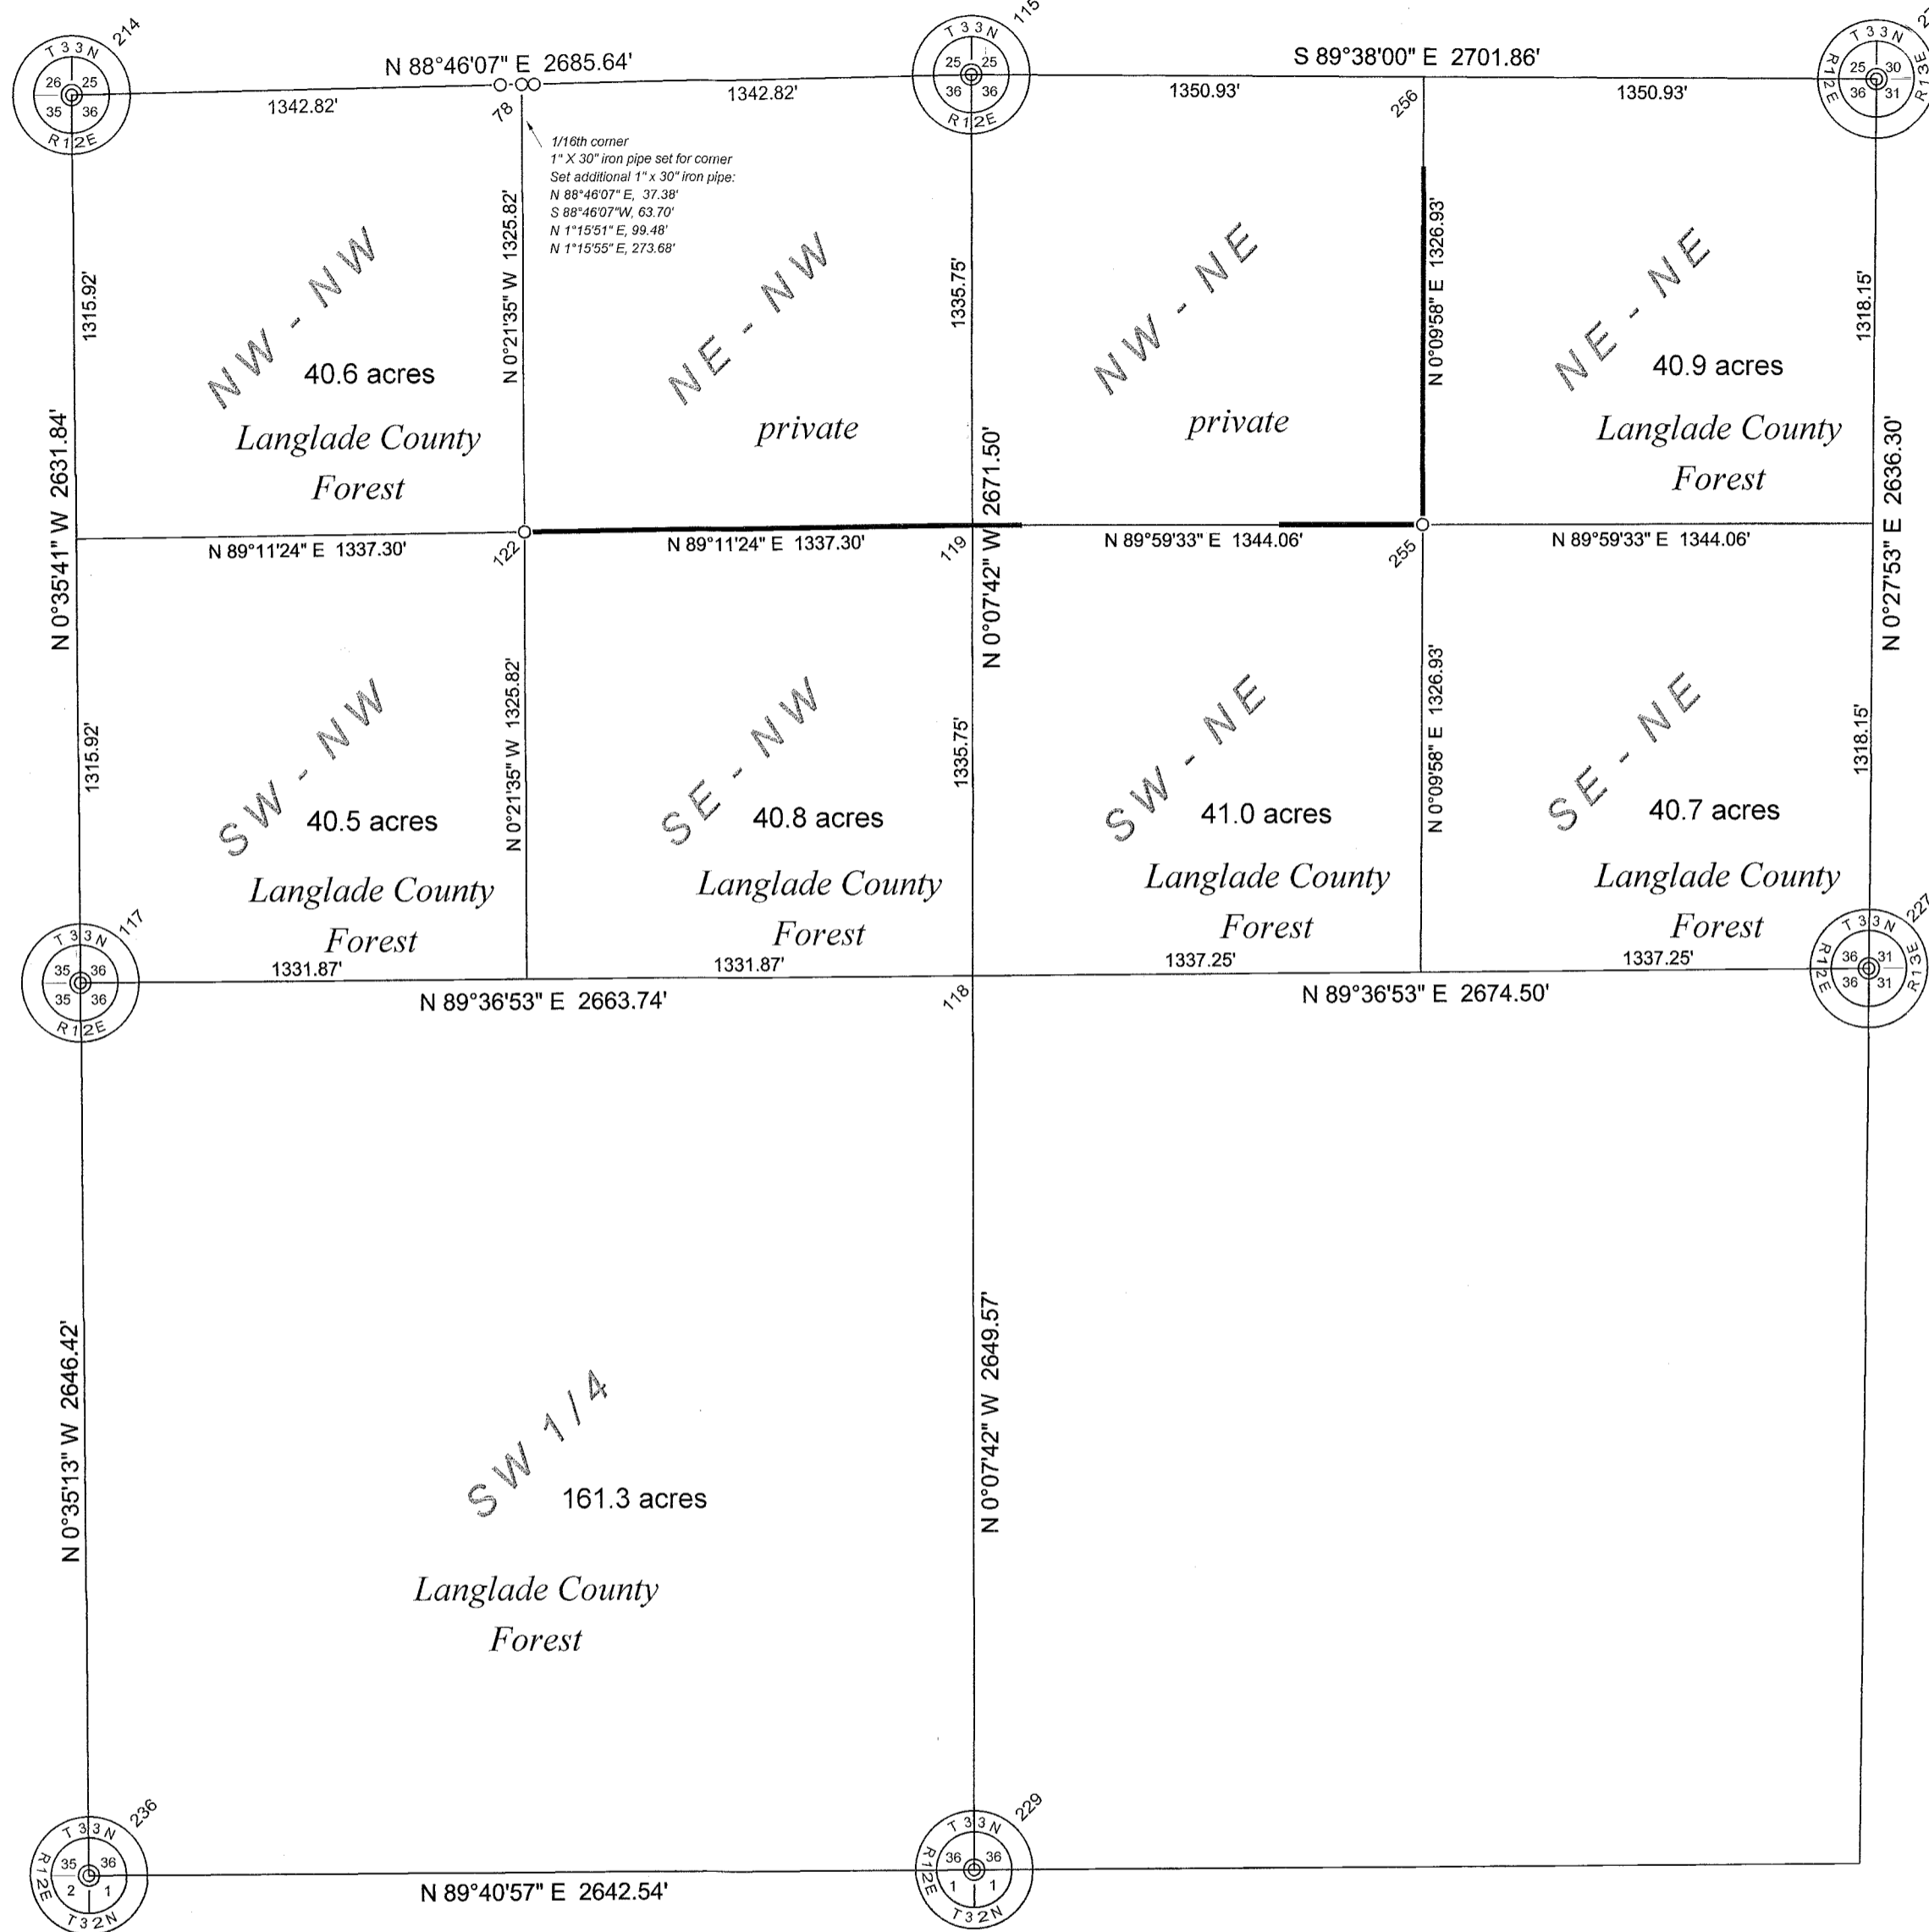 T33N
214
26 25
35 36
R12E
N 88°46'07" E 2685.64'
1342.82'
78
1342.82'
T33N
115
25 25
36 36
R12E
S 89°38'00" E 2701.86'
1350.93'
256
1350.93'
T33N
R12E
25 30
36 31
R13E
1/16th corner
1" X 30" iron pipe set for corner
Set additional 1" x 30" iron pipe:
N 88°46'07" E, 37.38'
S 88°46'07"W, 63.70'
N 1°15'51" E, 99.48'
N 1°15'55" E, 273.68'
1315.92'
NW - NW
40.6 acres
Langlade County
Forest
N 0°21'35" W 1325.82'
NE - NW
private
1335.75'
NW - NE
private
N 0°09'58" E 1326.93'
NE - NE
40.9 acres
Langlade County
Forest
1318.15'
N 0°35'41" W 2631.84'
N 89°11'24" E 1337.30'
122
N 89°11'24" E 1337.30'
119
N 0°07'42" W 2671.50'
N 89°59'33" E 1344.06'
255
N 89°59'33" E 1344.06'
N 0°27'53" E 2636.30'
1315.92'
SW - NW
40.5 acres
Langlade County
Forest
1331.87'
N 0°21'35" W 1325.82'
SE - NW
40.8 acres
Langlade County
Forest
1331.87'
1335.75'
SW - NE
41.0 acres
Langlade County
Forest
1337.25'
N 0°09'58" E 1326.93'
SE - NE
40.7 acres
Langlade County
Forest
1337.25'
1318.15'
T33N
117
35 36
35 36
R12E
N 89°36'53" E 2663.74'
118
N 89°36'53" E 2674.50'
T33N
227
R12E
36 31
36 31
R13E
N 0°35'13" W 2646.42'
SW 1/4
161.3 acres
Langlade County
Forest
N 0°07'42" W 2649.57'
T33N
236
R12E
35 36
2 1
T32N
N 89°40'57" E 2642.54'
T33N
229
R12E
36 36
1 1
T32N